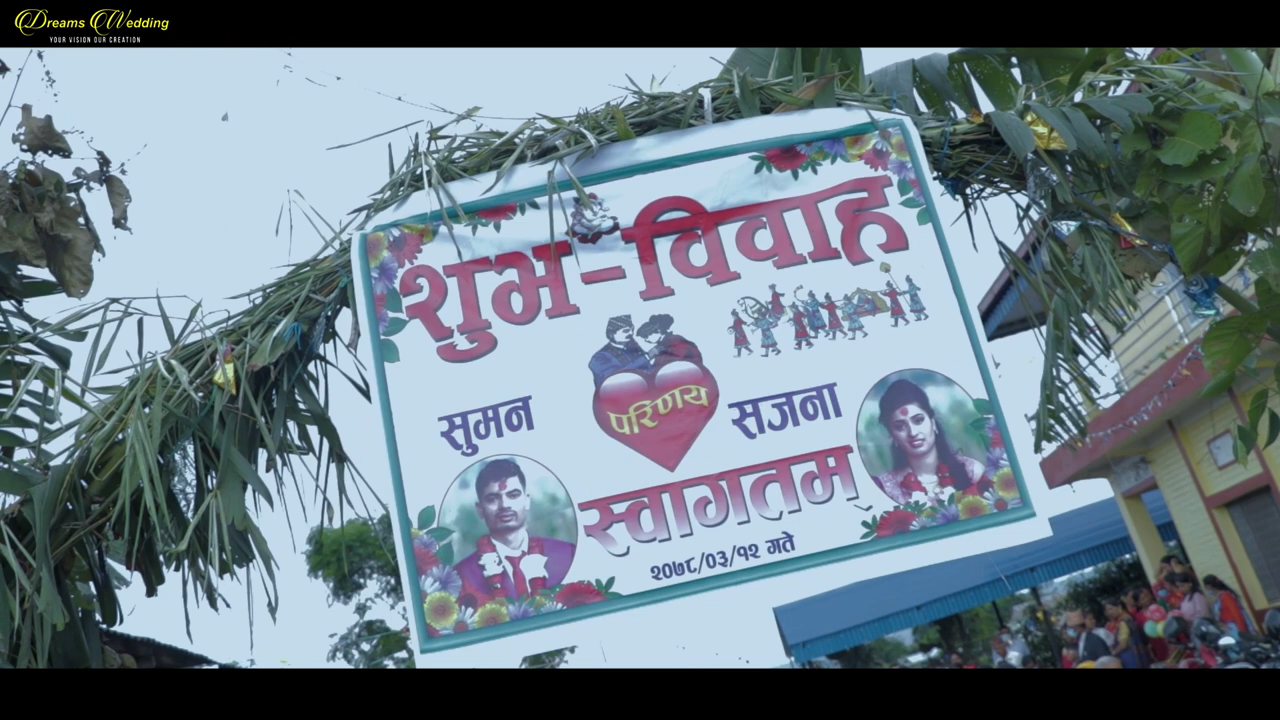 Dreams Wedding
YOUR VISION OUR CREATION
शुभ-विवाह
सुमन
परिणय
सजना
स्वागतम्
२०७८/०३/१२ गते